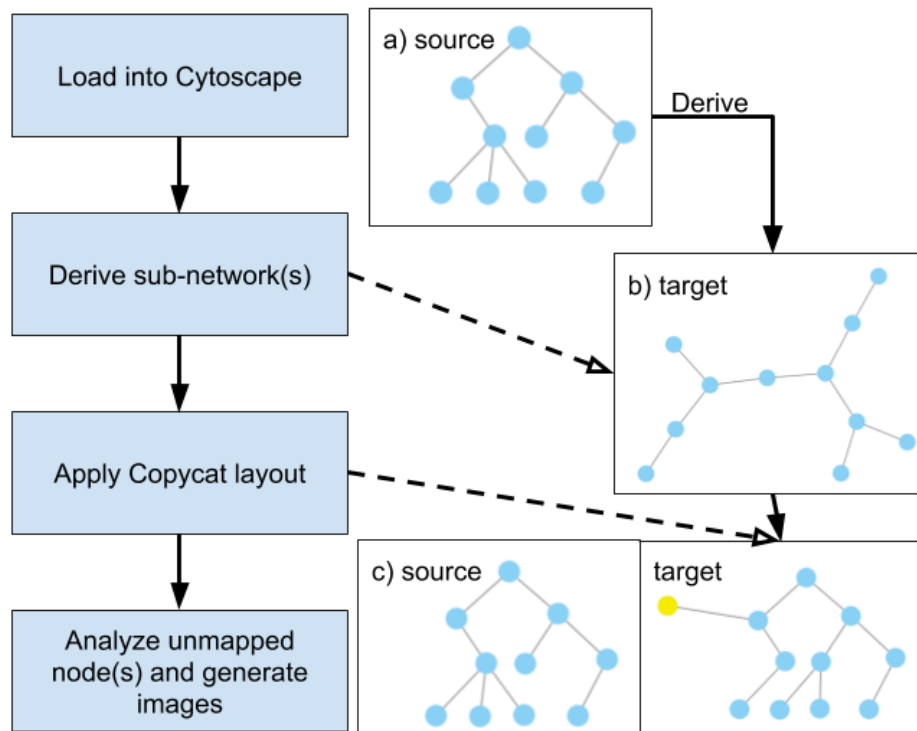 Load into Cytoscape
a) source
Derive
Derive sub-network(s)
b) target
Apply Copycat layout
c) source
target
Analyze unmapped
node(s) and generate
images